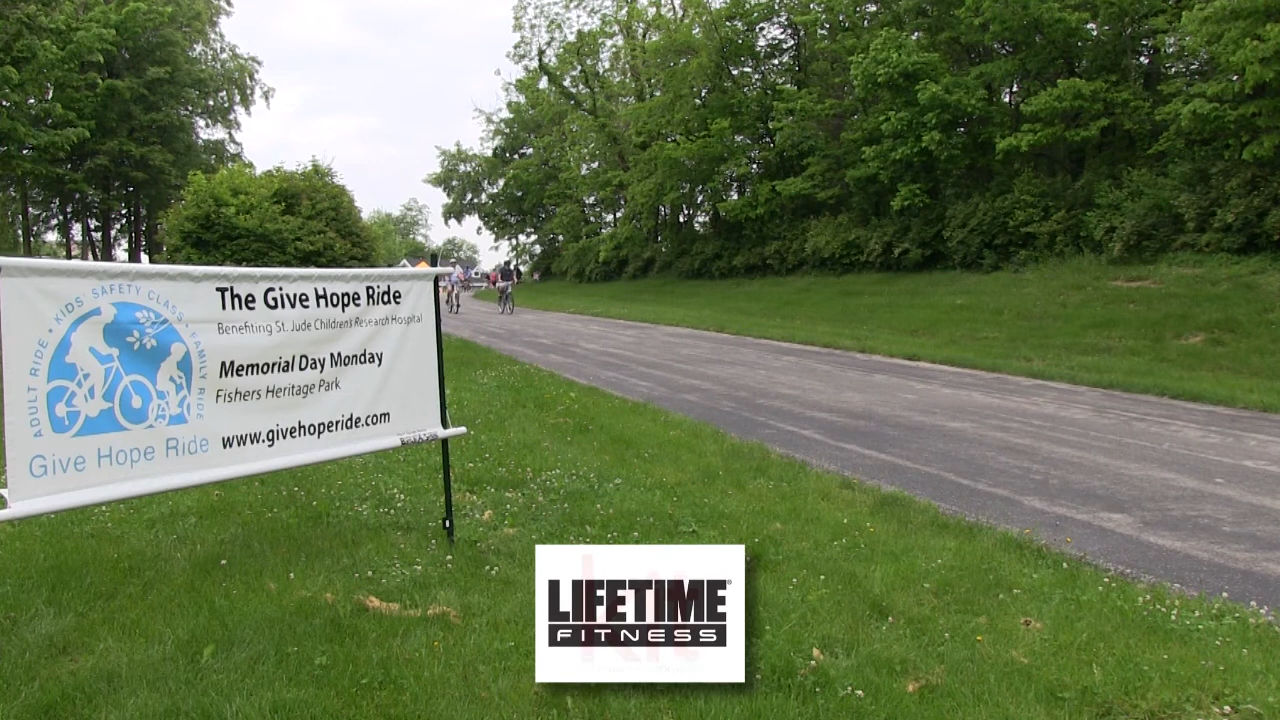 ADULT RIDE • KIDS' SAFETY CLASS • FAMILY RIDE
Give Hope Ride
The Give Hope Ride
Benefiting St. Jude Children's Research Hospital
Memorial Day Monday
Fishers Heritage Park
www.givehoperide.com
LIFETIME®
FITNESS